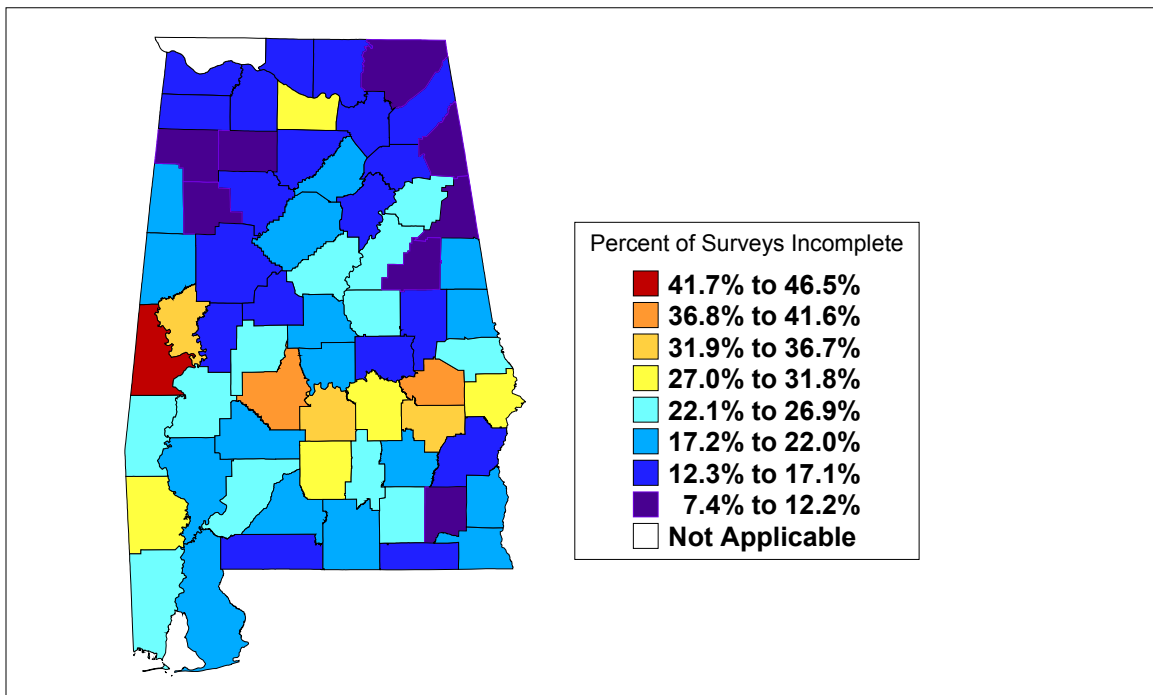 Percent of Surveys Incomplete
41.7% to 46.5%
36.8% to 41.6%
31.9% to 36.7%
27.0% to 31.8%
22.1% to 26.9%
17.2% to 22.0%
12.3% to 17.1%
7.4% to 12.2%
Not Applicable